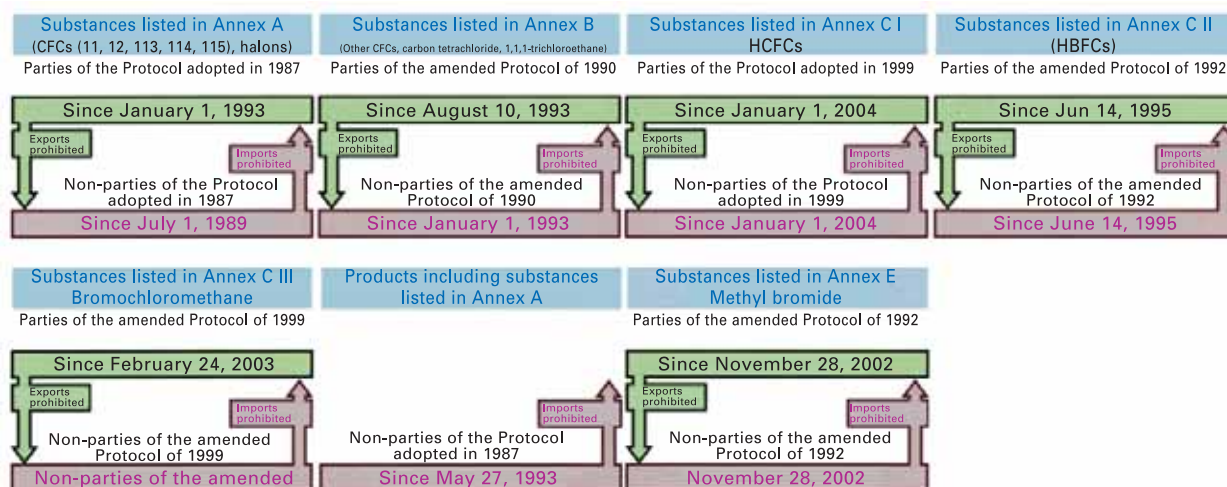 Substances listed in Annex A
(CFCs (11, 12, 113, 114, 115), halons)
Parties of the Protocol adopted in 1987
Since January 1, 1993
Exports
prohibited
Imports
prohibited
Non-parties of the Protocol
adopted in 1987
Since July 1, 1989
Substances listed in Annex B
(Other CFCs, carbon tetrachloride, 1,1,1-trichloroethane)
Parties of the amended Protocol of 1990
Since August 10, 1993
Exports
prohibited
Imports
prohibited
Non-parties of the amended
Protocol of 1990
Since January 1, 1993
Substances listed in Annex C I
HCFCs
Parties of the Protocol adopted in 1999
Since January 1, 2004
Exports
prohibited
Imports
prohibited
Non-parties of the Protocol
adopted in 1999
Since January 1, 2004
Substances listed in Annex C II
(HBFCs)
Parties of the amended Protocol of 1992
Since Jun 14, 1995
Exports
prohibited
Imports
prohibited
Non-parties of the amended
Protocol of 1992
Since June 14, 1995
Substances listed in Annex C III
Bromochloromethane
Parties of the amended Protocol of 1999
Since February 24, 2003
Exports
prohibited
Imports
prohibited
Non-parties of the amended
Protocol of 1999
Non-parties of the amended
Products including substances
listed in Annex A
Imports
prohibited
Non-parties of the Protocol
adopted in 1987
Since May 27, 1993
Substances listed in Annex E
Methyl bromide
Parties of the amended Protocol of 1992
Since November 28, 2002
Exports
prohibited
Imports
prohibited
Non-parties of the amended
Protocol of 1992
November 28, 2002